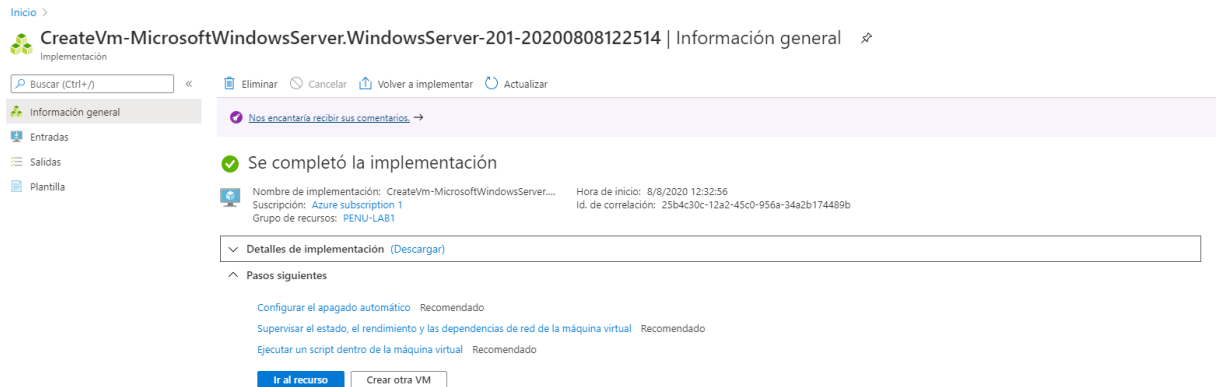 Inicio >
CreateVm-MicrosoftWindowsServer.WindowsServer-201-20200808122514 | Información general
Implementación
Buscar (Ctrl+/)
«
Eliminar Cancelar Volver a implementar Actualizar
Información general
Entradas
Salidas
Plantilla
Nos encantaría recibir sus comentarios. →
Se completó la implementación
Nombre de implementación: CreateVm-MicrosoftWindowsServer.... Hora de inicio: 8/8/2020 12:32:56
Suscripción: Azure subscription 1 Id. de correlación: 25b4c30c-12a2-45c0-956a-34a2b174489b
Grupo de recursos: PENU-LAB1
Detalles de implementación (Descargar)
Pasos siguientes
Configurar el apagado automático Recomendado
Supervisar el estado, el rendimiento y las dependencias de red de la máquina virtual Recomendado
Ejecutar un script dentro de la máquina virtual Recomendado
Ir al recurso Crear otra VM